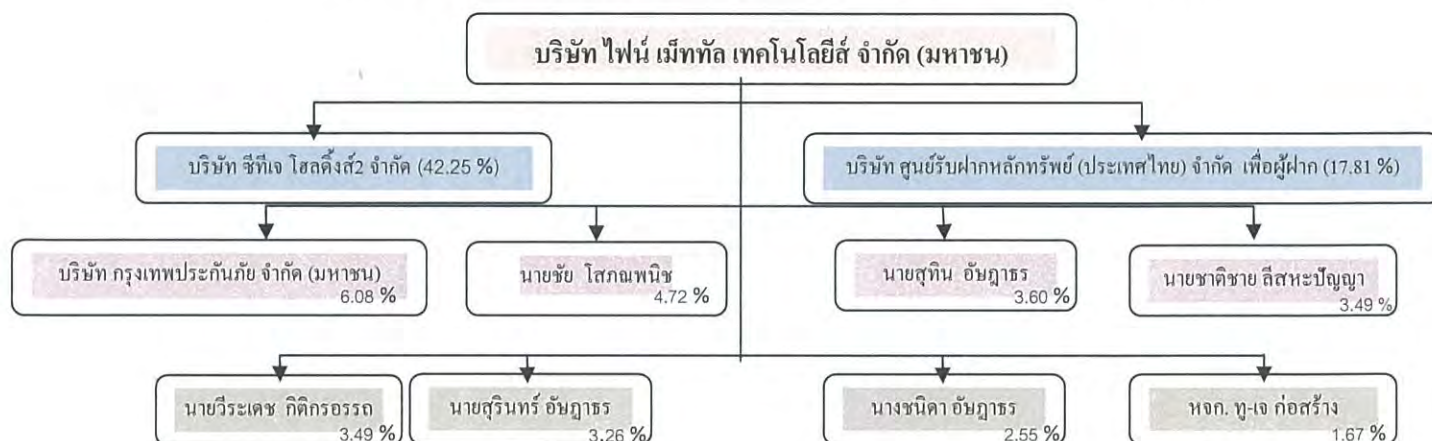 บริษัท ไฟน์ เม็ททัล เทคโนโลยีส์ จำกัด (มหาชน)
บริษัท ซีทีเจ โฮลดิ้งส์2 จำกัด (42.25 %)
บริษัท ศูนย์รับฝากหลักทรัพย์ (ประเทศไทย) จำกัด เพื่อผู้ฝาก (17.81 %)
บริษัท กรุงเทพประกันภัย จำกัด (มหาชน)
6.08 %
นายชัย โสภณพนิช
4.72 %
นายสุทิน อัษฎาธร
3.60 %
นายชาติชาย ลีสหะปัญญา
3.49 %
นายวีระเดช กิติกรอรรถ
3.49 %
นายสุรินทร์ อัษฎาธร
3.26 %
นางชนิดา อัษฎาธร
2.55 %
หจก. ทู-เจ ก่อสร้าง
1.67 %